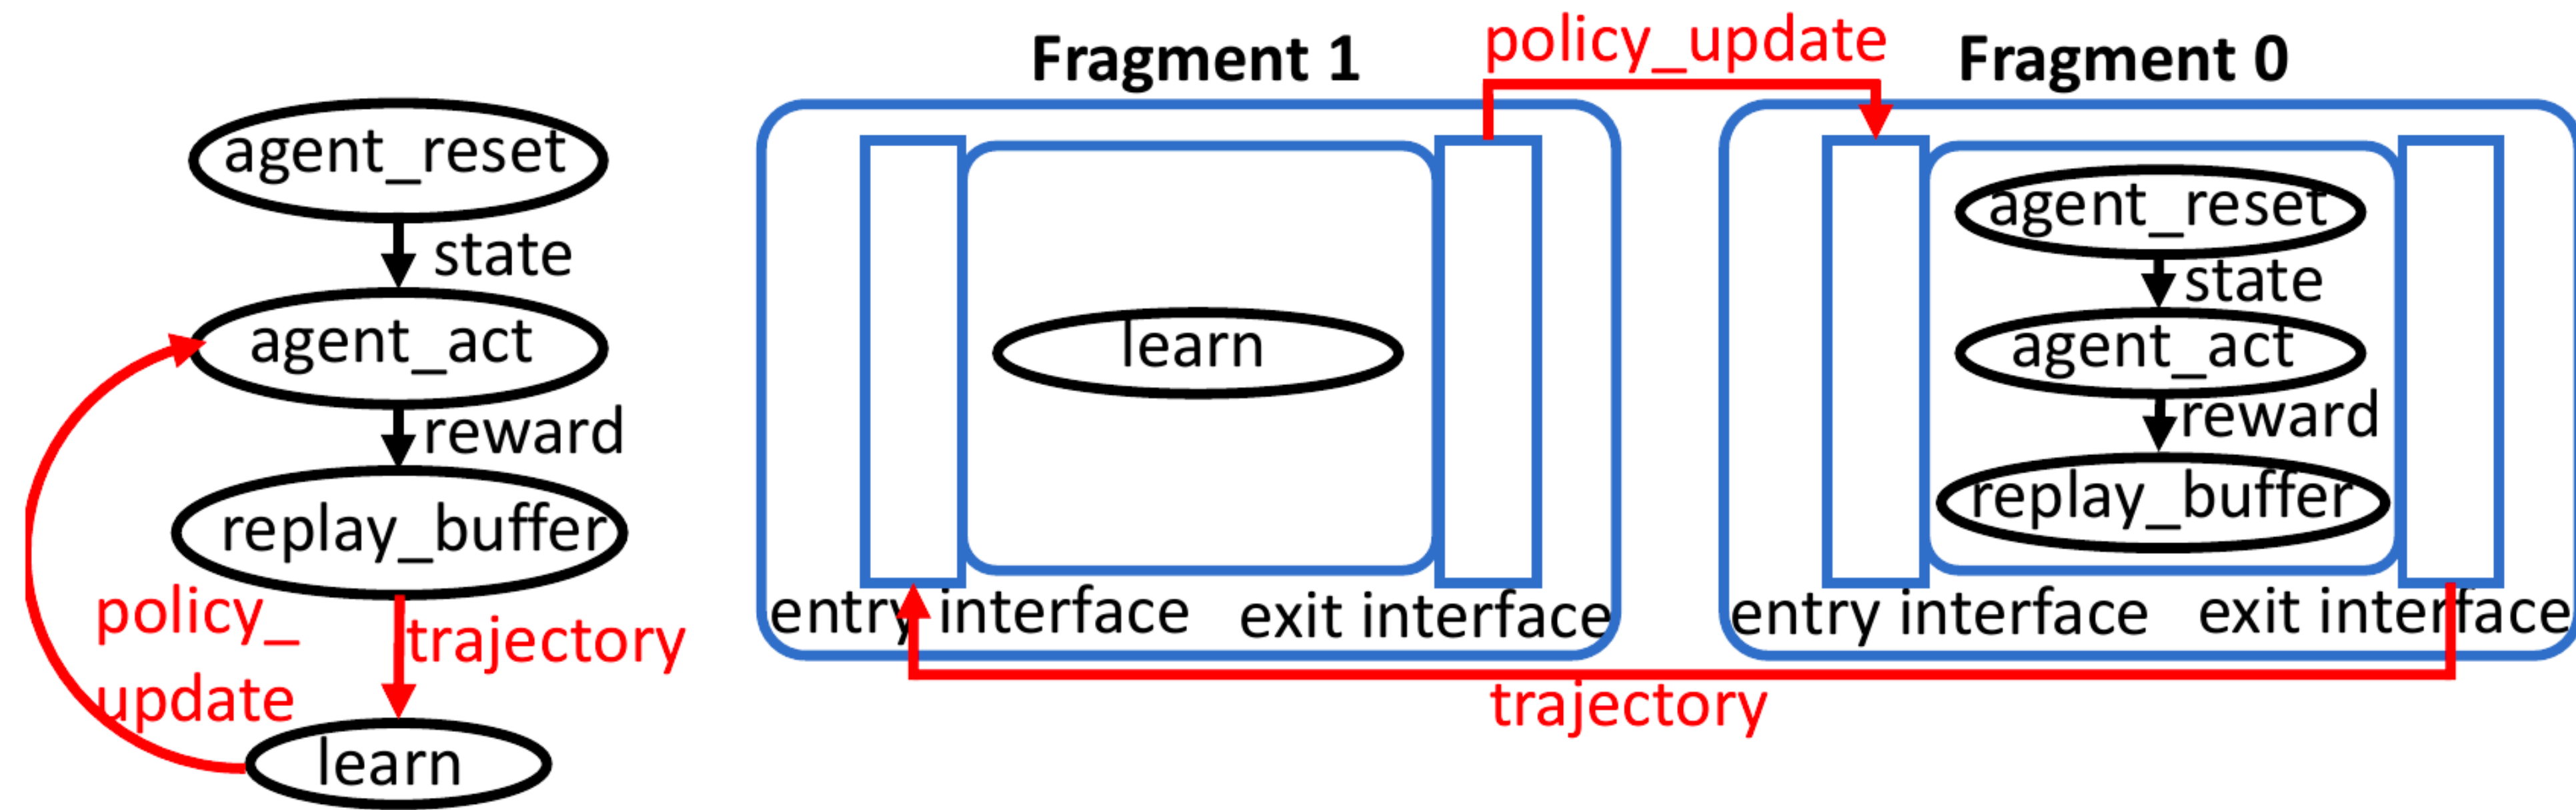 agent_reset
state
agent_act
reward
replay_buffer
policy_
update
trajectory
learn
Fragment 1
policy_update
Fragment 0
learn
entry interface
exit interface
agent_reset
state
agent_act
reward
replay_buffer
entry interface
exit interface
trajectory